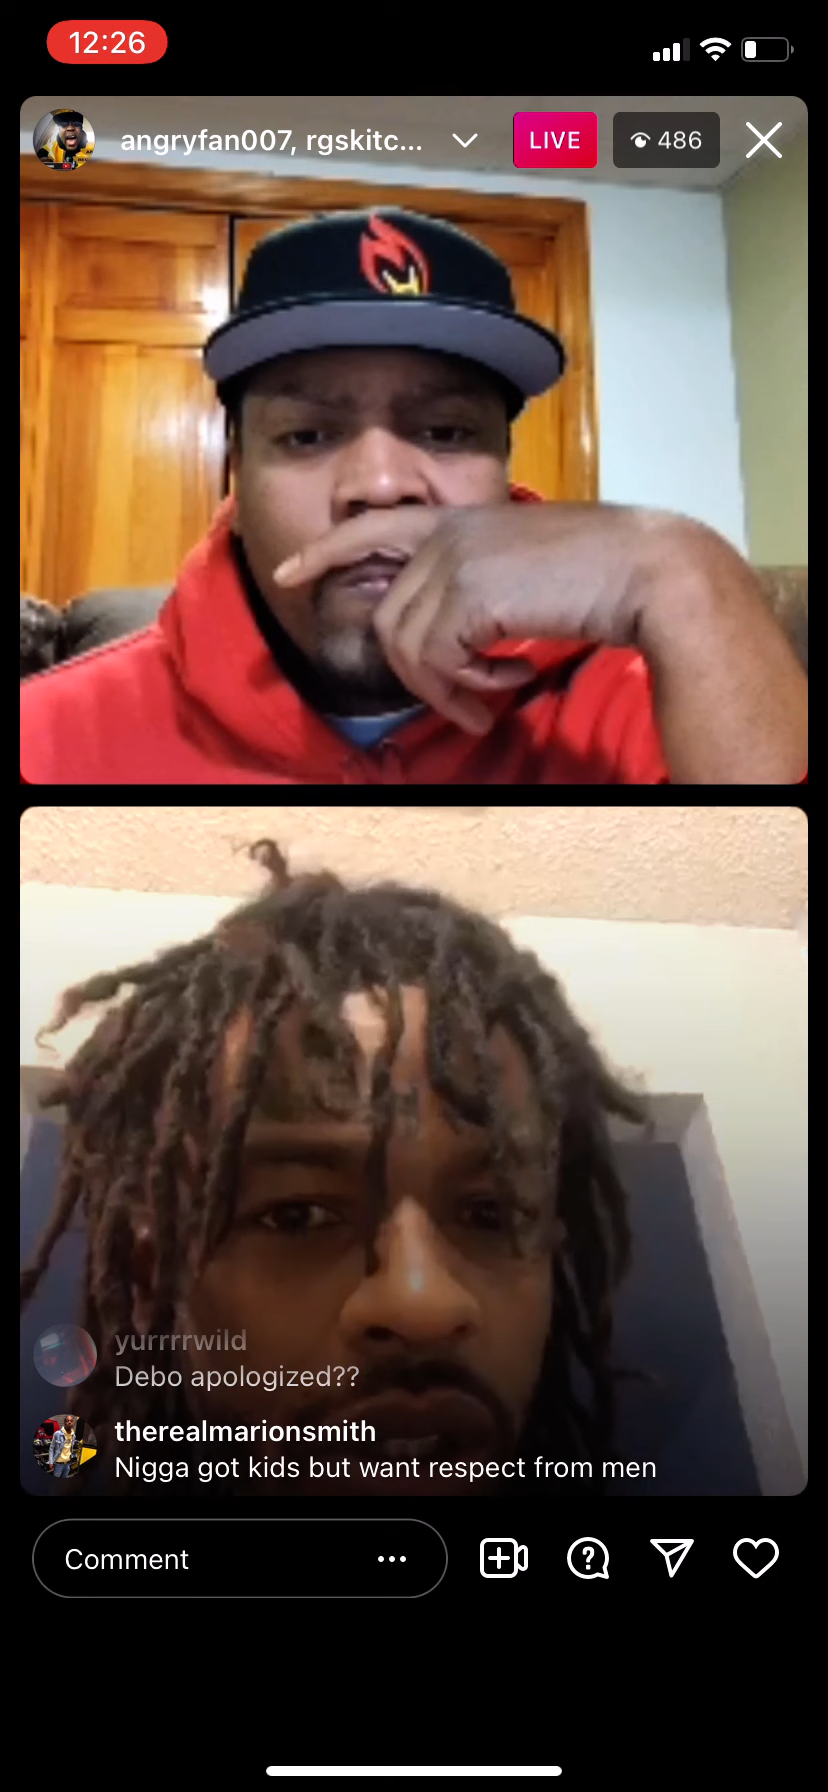 12:26
angryfan007, rgskitc...
LIVE
486
yurrrrwild
Debo apologized??
therealmarionsmith
Nigga got kids but want respect from men
Comment